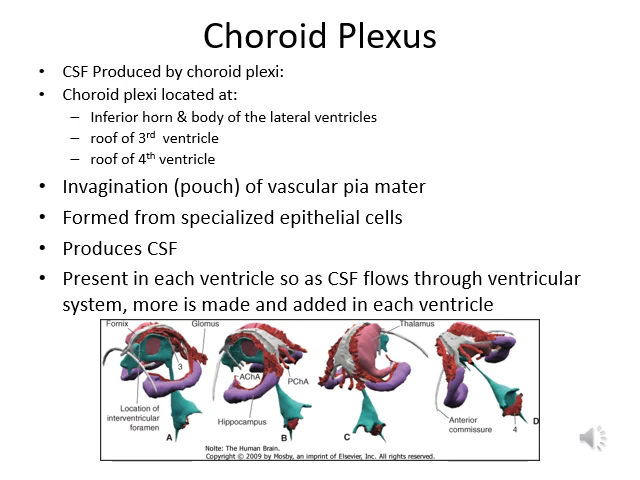 Choroid Plexus
• CSF Produced by choroid plexi:
• Choroid plexi located at:
– Inferior horn & body of the lateral ventricles
– roof of 3rd ventricle
– roof of 4th ventricle
• Invagination (pouch) of vascular pia mater
• Formed from specialized epithelial cells
• Produces CSF
• Present in each ventricle so as CSF flows through ventricular
system, more is made and added in each ventricle
Fornix
Glomus
Thalamus
3
AChA
PChA
Location of
interventricular
foramen
Hippocampus
Anterior
commissure
4
A
B
C
D
Nolte: The Human Brain.
Copyright © 2009 by Mosby, an imprint of Elsevier, Inc. All rights reserved.